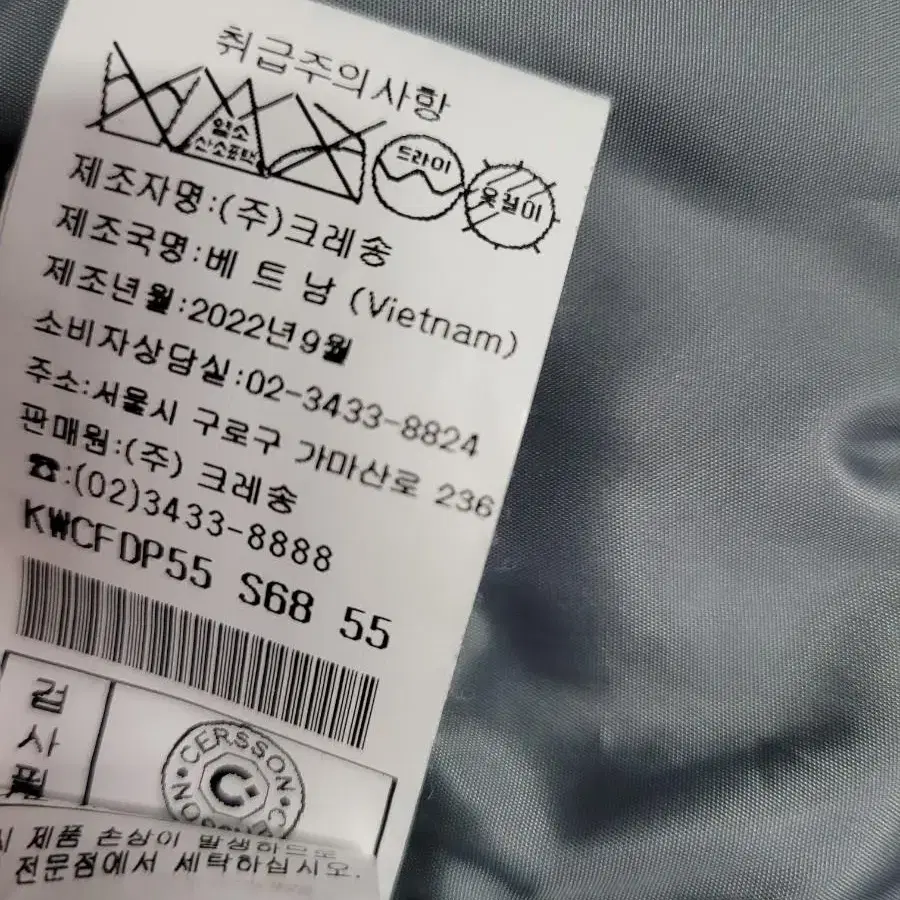 취급주의사항
염소
산소표백
드라이
옷걸이
제조자명:(주)크레송
제조국명:베 트 남 (Vietnam)
제조년월:2022년9월
소비자상담실:02-3433-8824
주소:서울시 구로구 가마산로 236
판매원:(주) 크레송
☎:(02)3433-8888
KWCFDP55 S68 55
검
사
필
CERSSON
제품 손상이 발생하므로
전문점에서 세탁하십시오.